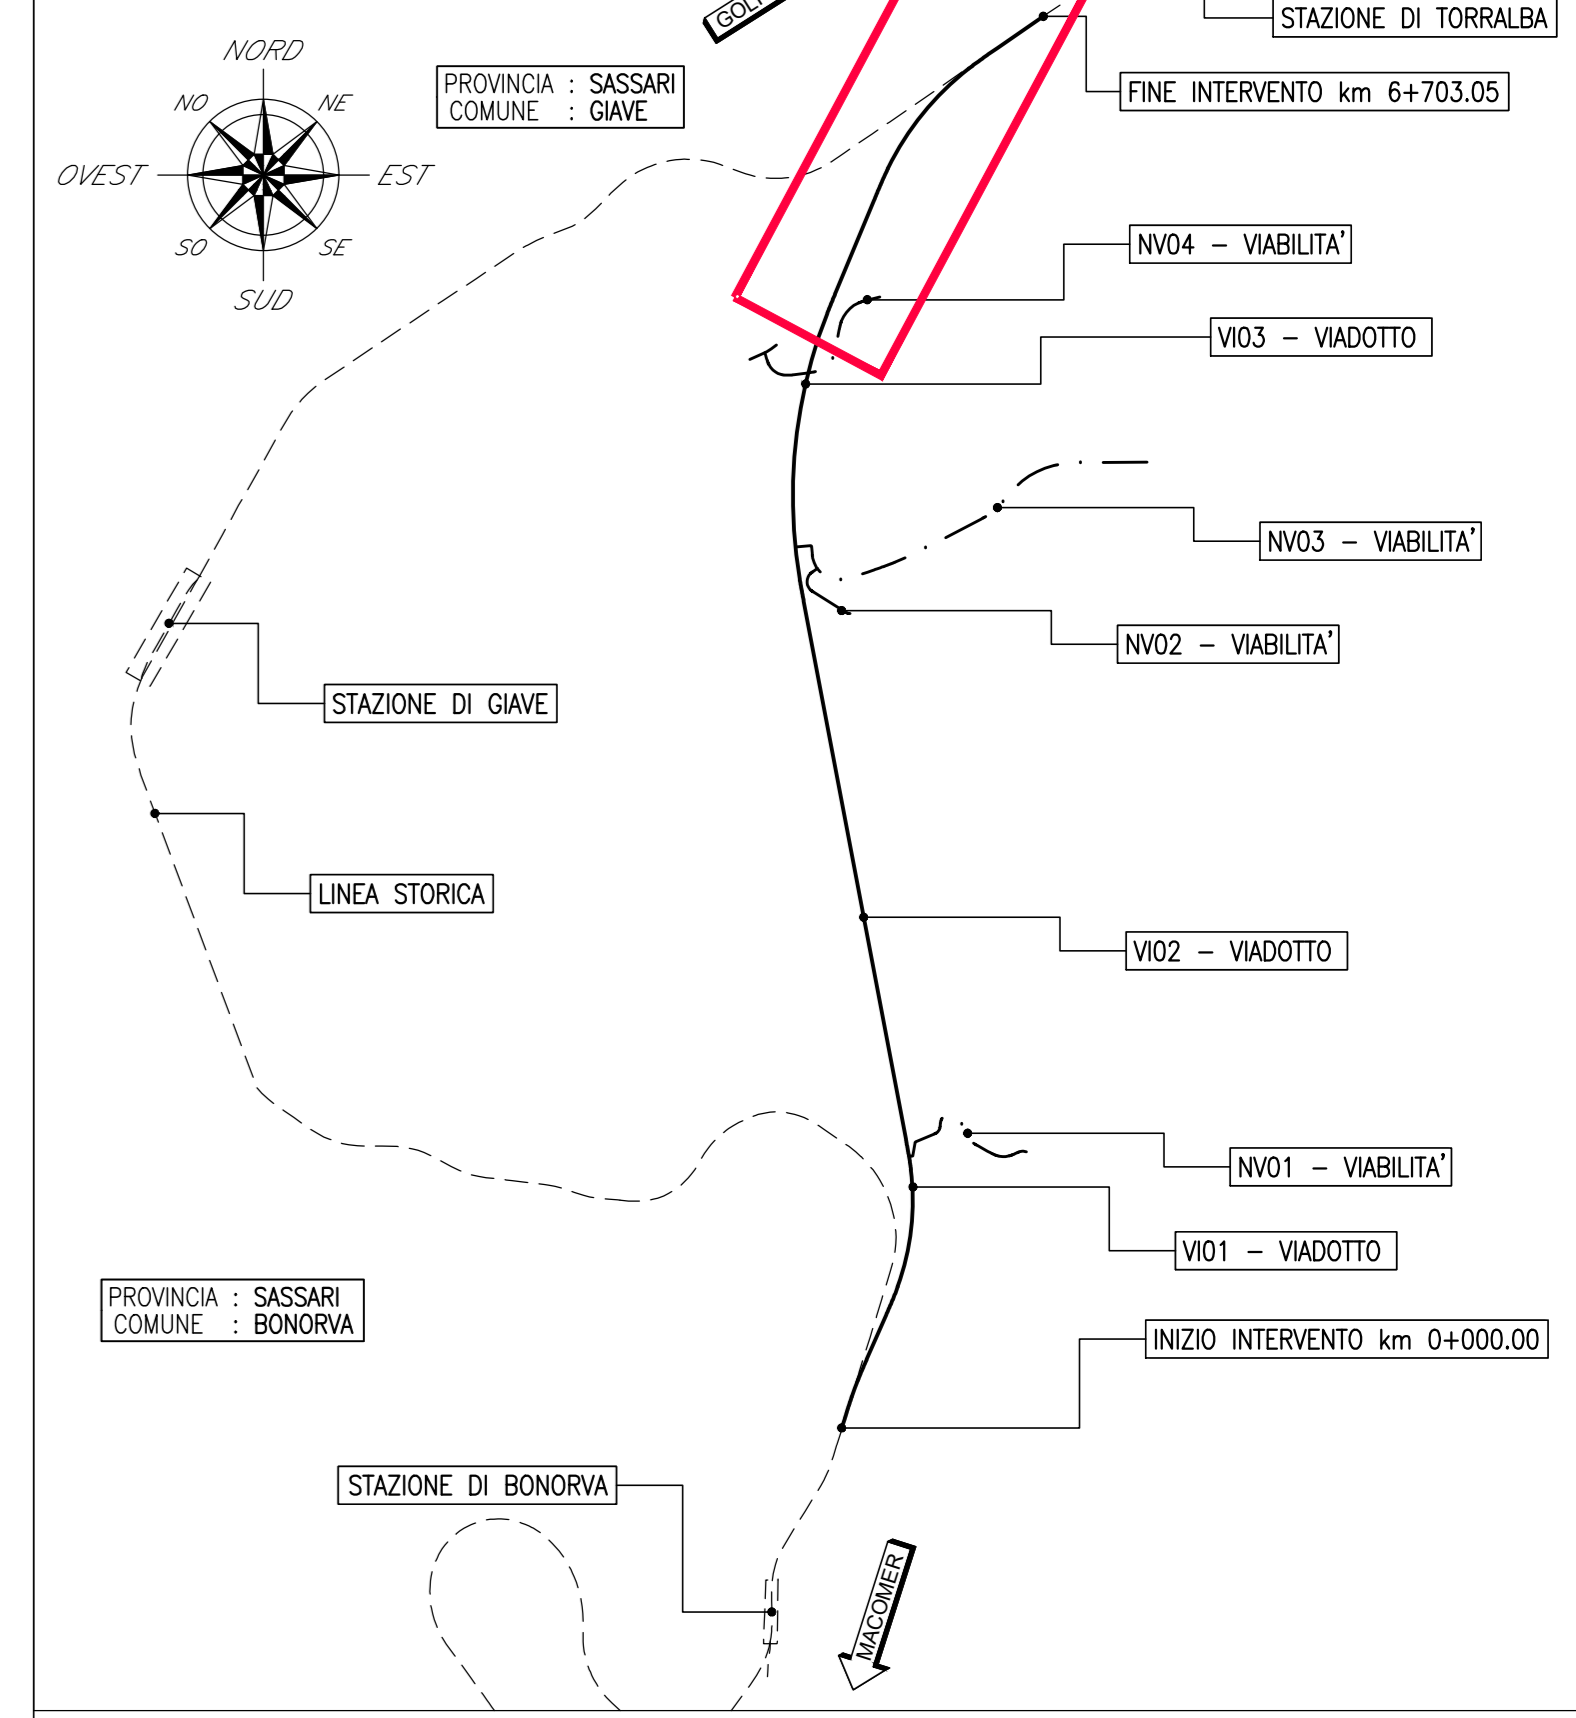 STAZIONE DI TORRALBA
NORD
NO
NE
OVEST
EST
SO
SE
SUD
PROVINCIA : SASSARI
COMUNE : GIAVE
FINE INTERVENTO km 6+703.05
NV04 - VIABILITA'
VI03 - VIADOTTO
NV03 - VIABILITA'
NV02 - VIABILITA'
STAZIONE DI GIAVE
LINEA STORICA
VI02 - VIADOTTO
NV01 - VIABILITA'
VI01 - VIADOTTO
PROVINCIA : SASSARI
COMUNE : BONORVA
INIZIO INTERVENTO km 0+000.00
STAZIONE DI BONORVA
MACOMER